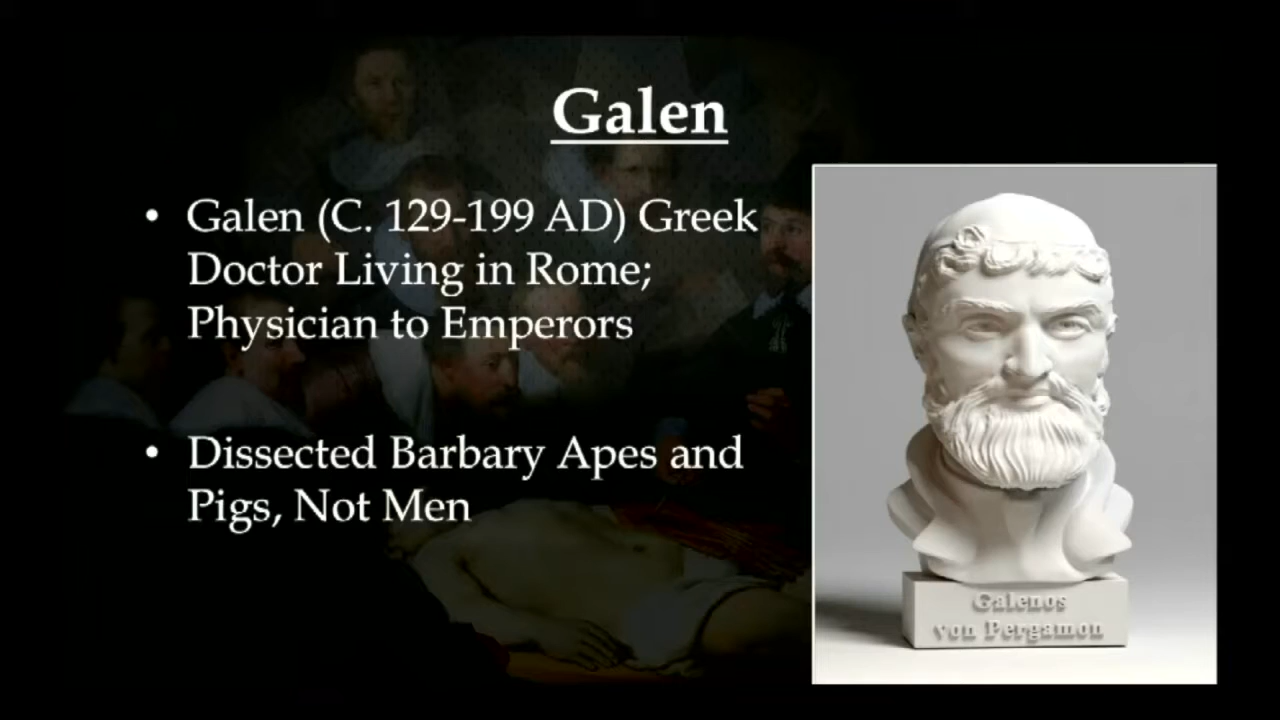 Galen
• Galen (C. 129-199 AD) Greek
Doctor Living in Rome;
Physician to Emperors
• Dissected Barbary Apes and
Pigs, Not Men
Galenos
von Pergamon